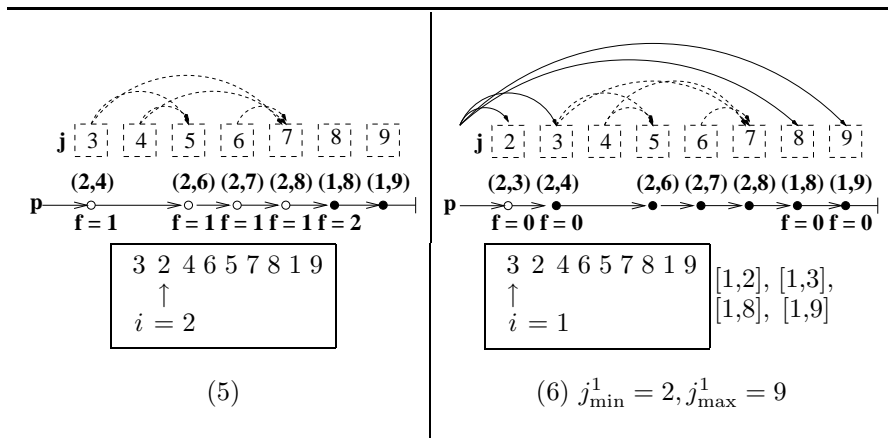 j 3 4 5 6 7 8 9
(2,4) (2,6) (2,7) (2,8) (1,8) (1,9)
p
f = 1 f = 1 f = 1 f = 1 f = 2
3 2 4 6 5 7 8 1 9
↑
i = 2
(5)
j 2 3 4 5 6 7 8 9
(2,3) (2,4) (2,6) (2,7) (2,8) (1,8) (1,9)
p
f = 0 f = 0 f = 0 f = 0
3 2 4 6 5 7 8 1 9
↑
i = 1
[1,2], [1,3],
[1,8], [1,9]
(6) j^1_min = 2, j^1_max = 9